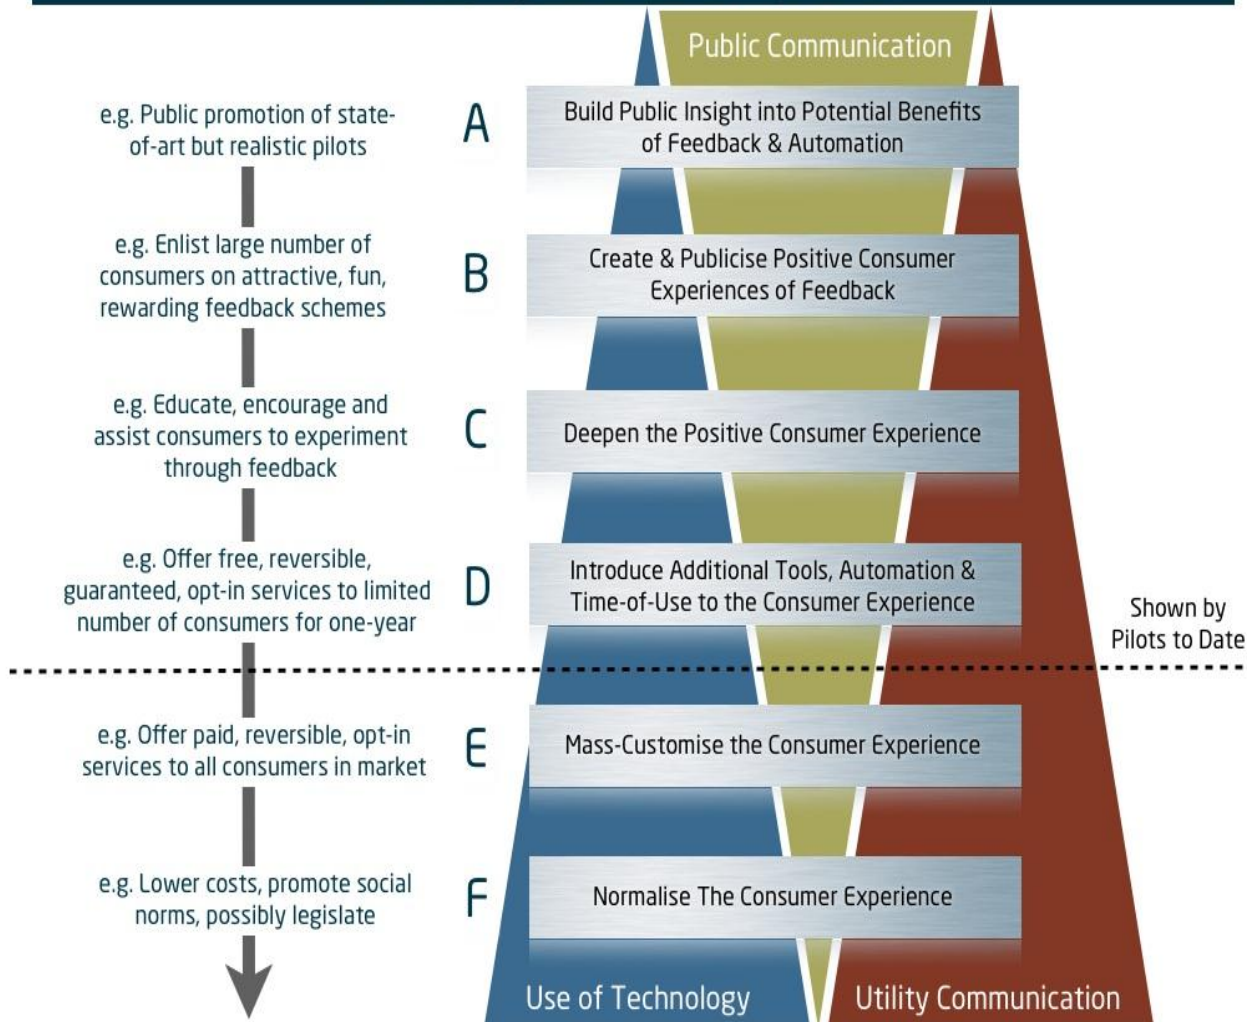 Public Communication
e.g. Public promotion of state-
of-art but realistic pilots
A
Build Public Insight into Potential Benefits
of Feedback & Automation
e.g. Enlist large number of
consumers on attractive, fun,
rewarding feedback schemes
B
Create & Publicise Positive Consumer
Experiences of Feedback
e.g. Educate, encourage and
assist consumers to experiment
through feedback
C
Deepen the Positive Consumer Experience
e.g. Offer free, reversible,
guaranteed, opt-in services to limited
number of consumers for one-year
D
Introduce Additional Tools, Automation &
Time-of-Use to the Consumer Experience
Shown by
Pilots to Date
e.g. Offer paid, reversible, opt-in
services to all consumers in market
E
Mass-Customise the Consumer Experience
e.g. Lower costs, promote social
norms, possibly legislate
F
Normalise The Consumer Experience
Use of Technology
Utility Communication